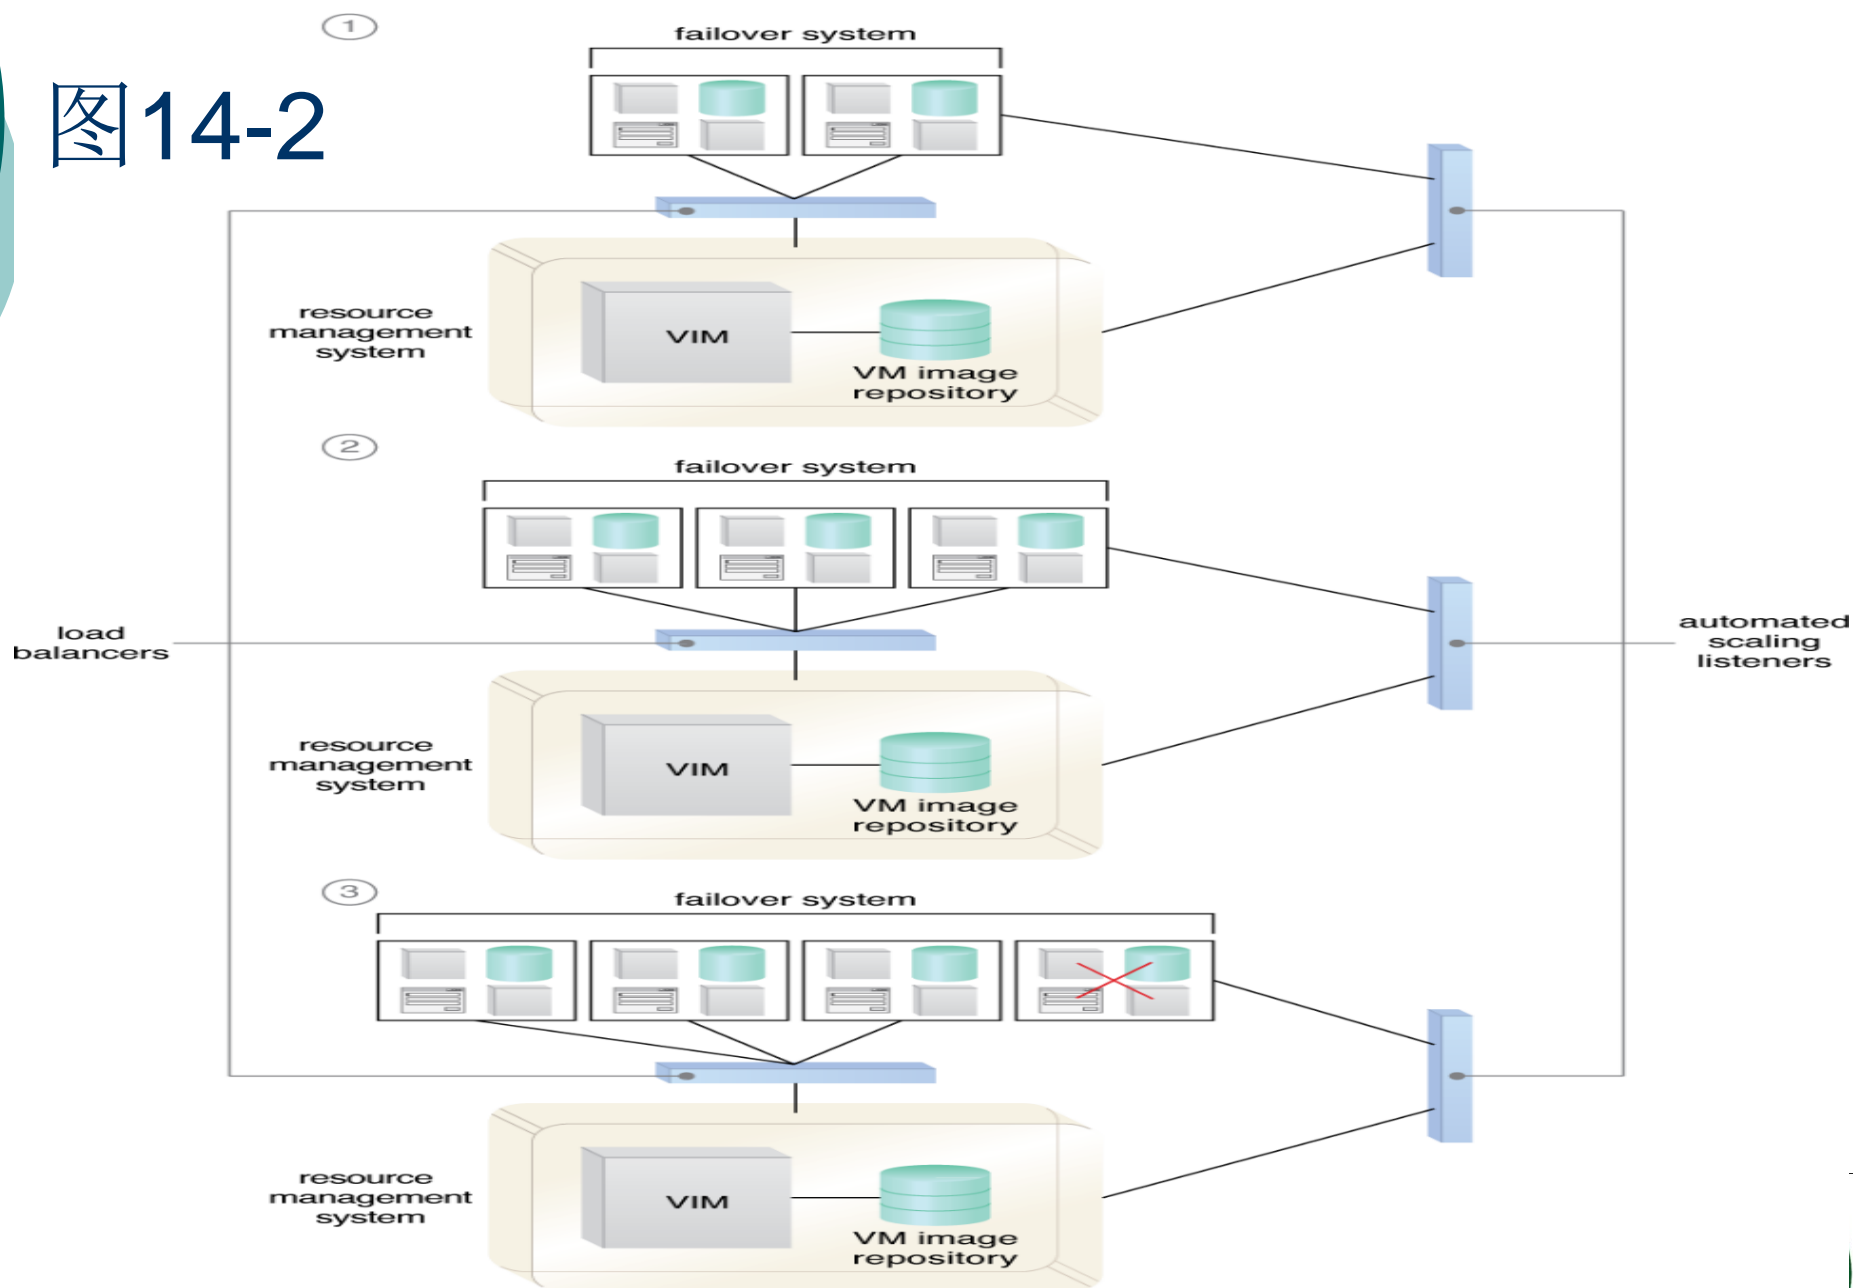 1
failover system
图14-2
resource
management
system
VIM
VM image
repository
2
failover system
load
balancers
automated
scaling
listeners
resource
management
system
VIM
VM image
repository
3
failover system
resource
management
system
VIM
VM image
repository